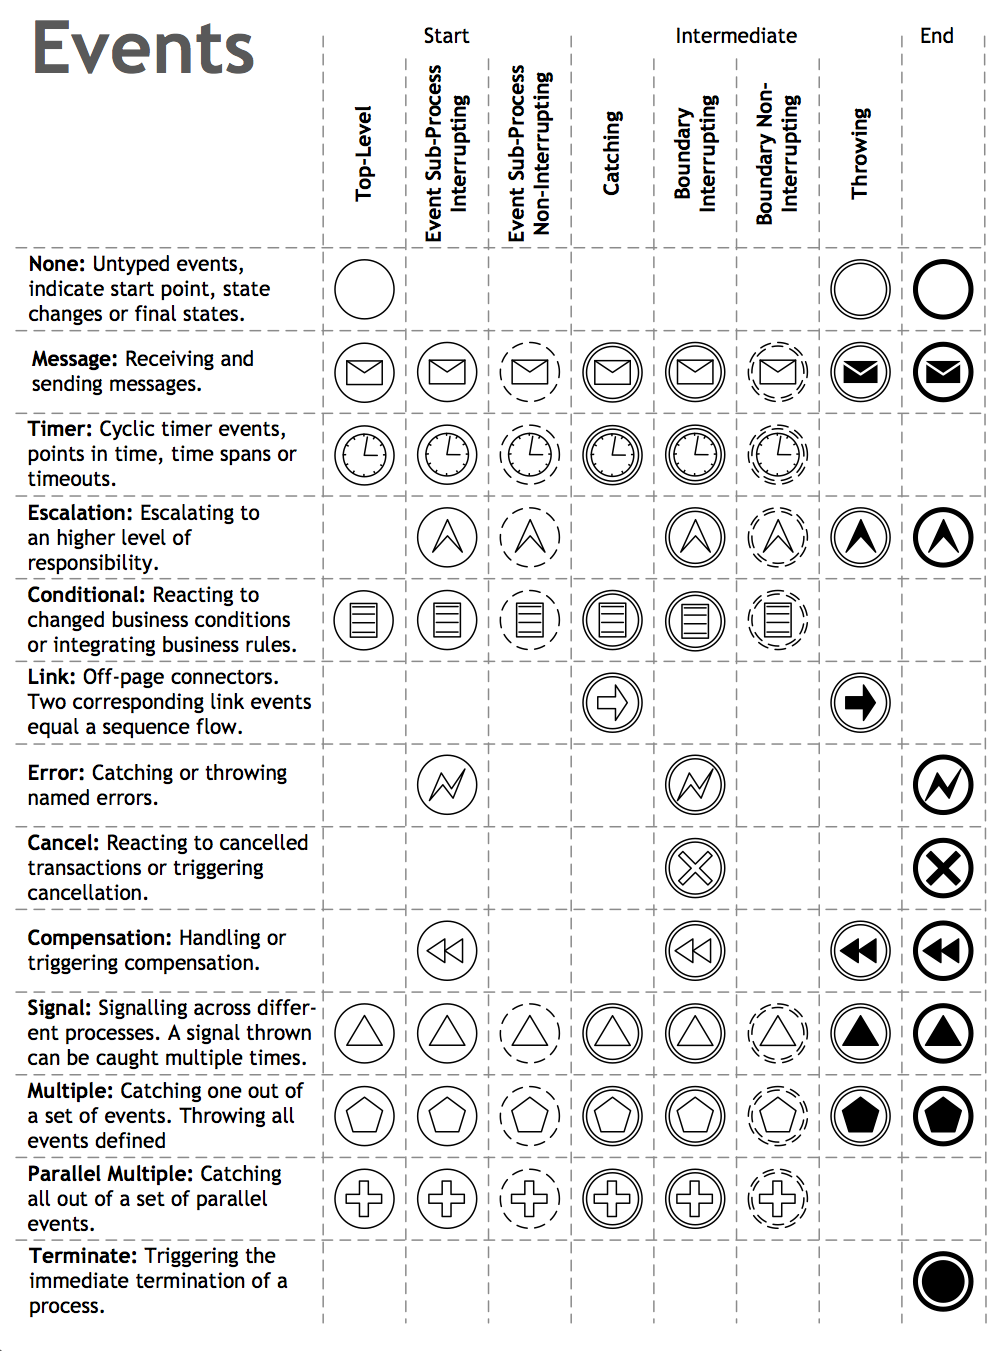 Events
Start
Intermediate
End
Top-Level
Event Sub-Process
Interrupting
Event Sub-Process
Non-Interrupting
Catching
Boundary
Interrupting
Boundary Non-
Interrupting
Throwing
None: Untyped events,
indicate start point, state
changes or final states.
Message: Receiving and
sending messages.
Timer: Cyclic timer events,
points in time, time spans or
timeouts.
Escalation: Escalating to
an higher level of
responsibility.
Conditional: Reacting to
changed business conditions
or integrating business rules.
Link: Off-page connectors.
Two corresponding link events
equal a sequence flow.
Error: Catching or throwing
named errors.
Cancel: Reacting to cancelled
transactions or triggering
cancellation.
Compensation: Handling or
triggering compensation.
Signal: Signalling across differ-
ent processes. A signal thrown
can be caught multiple times.
Multiple: Catching one out of
a set of events. Throwing all
events defined
Parallel Multiple: Catching
all out of a set of parallel
events.
Terminate: Triggering the
immediate termination of a
process.